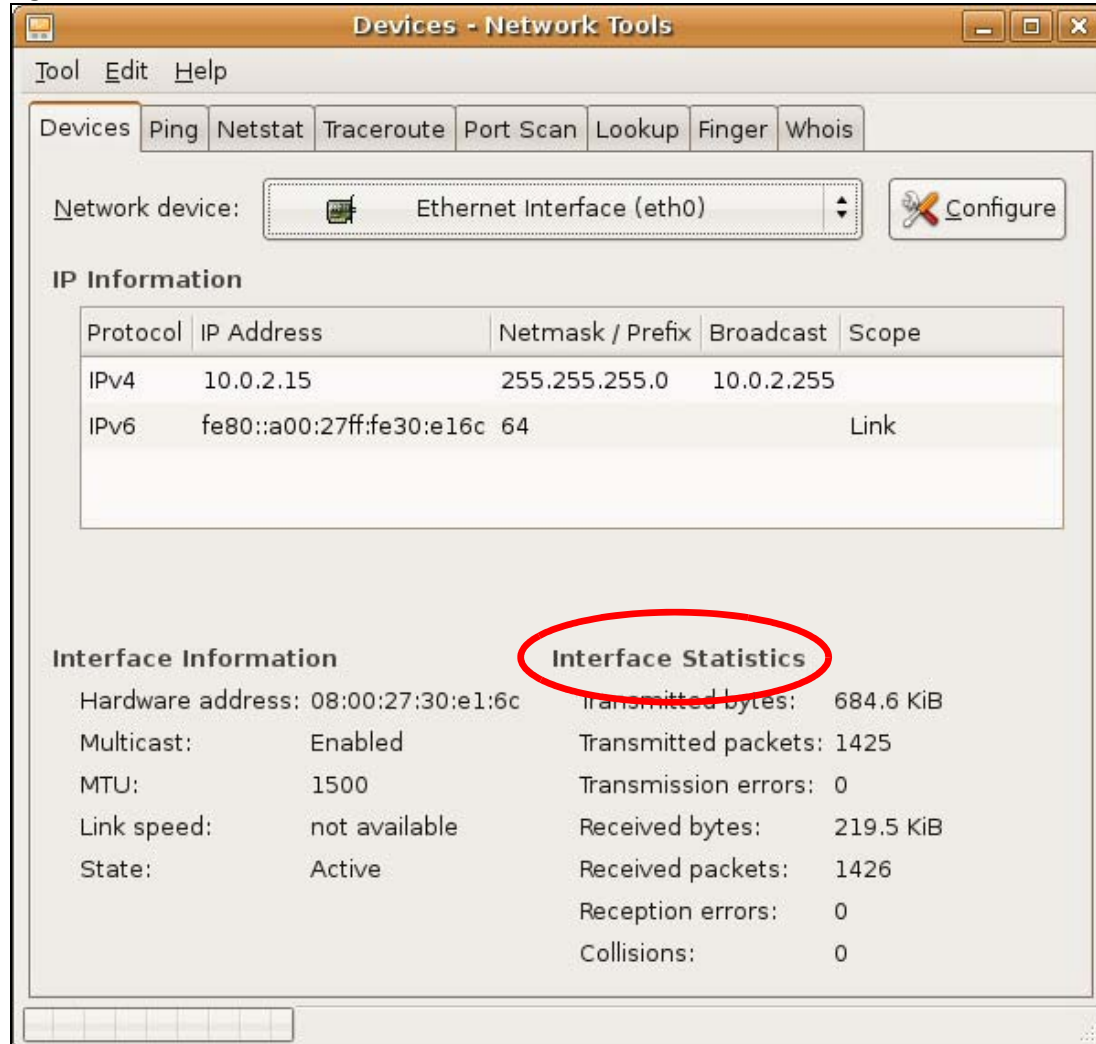 Devices - Network Tools
Tool Edit Help
Devices Ping Netstat Traceroute Port Scan Lookup Finger Whois
Network device: Ethernet Interface (eth0) Configure
IP Information
Protocol IP Address Netmask / Prefix Broadcast Scope
IPv4 10.0.2.15 255.255.255.0 10.0.2.255
IPv6 fe80::a00:27ff:fe30:e16c 64 Link
Interface Information
Hardware address: 08:00:27:30:e1:6c
Multicast: Enabled
MTU: 1500
Link speed: not available
State: Active
Interface Statistics
Transmitted bytes: 684.6 KiB
Transmitted packets: 1425
Transmission errors: 0
Received bytes: 219.5 KiB
Received packets: 1426
Reception errors: 0
Collisions: 0